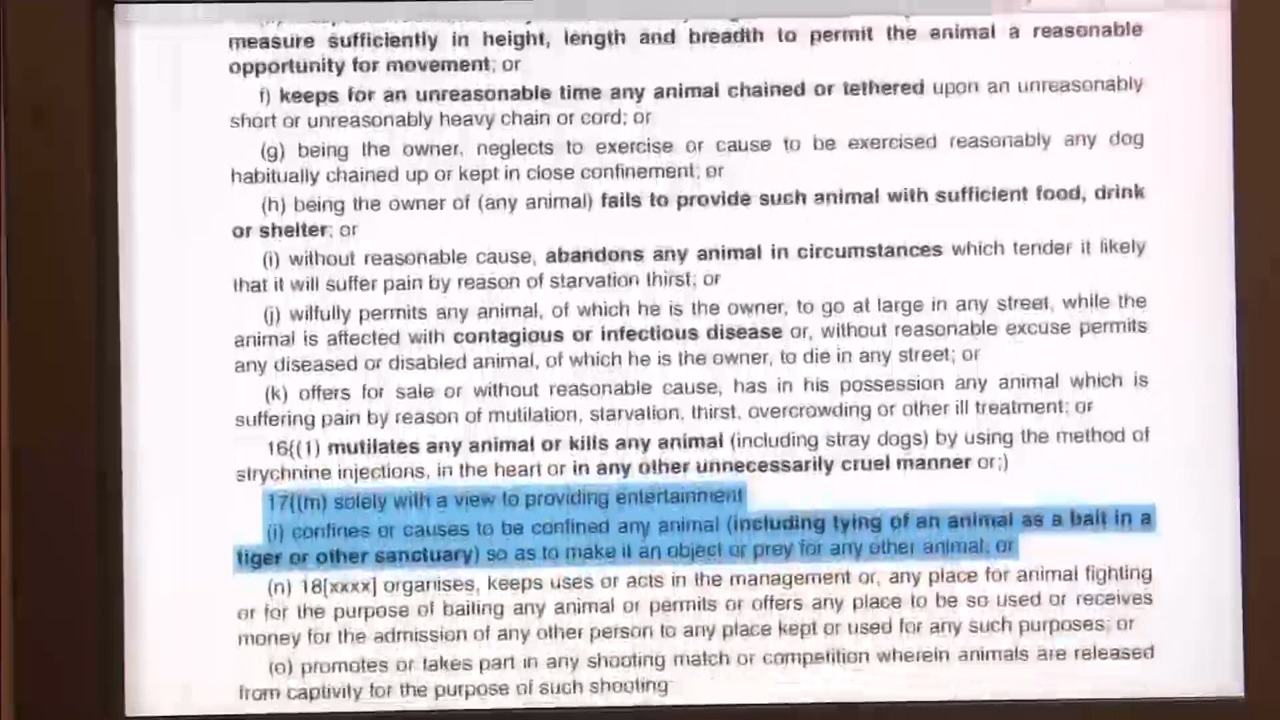 measure sufficiently in height, length and breadth to permit the animal a reasonable
opportunity for movement; or
f) keeps for an unreasonable time any animal chained or tethered upon an unreasonably
short or unreasonably heavy chain or cord; or
(g) being the owner, neglects to exercise or cause to be exercised reasonably any dog
habitually chained up or kept in close confinement; or
(h) being the owner of (any animal) fails to provide such animal with sufficient food, drink
or shelter; or
(i) without reasonable cause, abandons any animal in circumstances which tender it likely
that it will suffer pain by reason of starvation thirst; or
(j) wilfully permits any animal, of which he is the owner, to go at large in any street, while the
animal is affected with contagious or infectious disease or, without reasonable excuse permits
any diseased or disabled animal, of which he is the owner, to die in any street; or
(k) offers for sale or without reasonable cause, has in his possession any animal which is
suffering pain by reason of mutilation, starvation, thirst, overcrowding or other ill treatment; or
16{(1) mutilates any animal or kills any animal (including stray dogs) by using the method of
strychnine injections, in the heart or in any other unnecessarily cruel manner or;)
17{(m) solely with a view to providing entertainment
(i) confines or causes to be confined any animal (including tying of an animal as a bait in a
tiger or other sanctuary) so as to make it an object or prey for any other animal; or
(n) 18[xxxx] organises, keeps uses or acts in the management or, any place for animal fighting
or for the purpose of bailing any animal or permits or offers any place to be so used or receives
money for the admission of any other person to any place kept or used for any such purposes; or
(o) promotes or takes part in any shooting match or competition wherein animals are released
from captivity for the purpose of such shooting